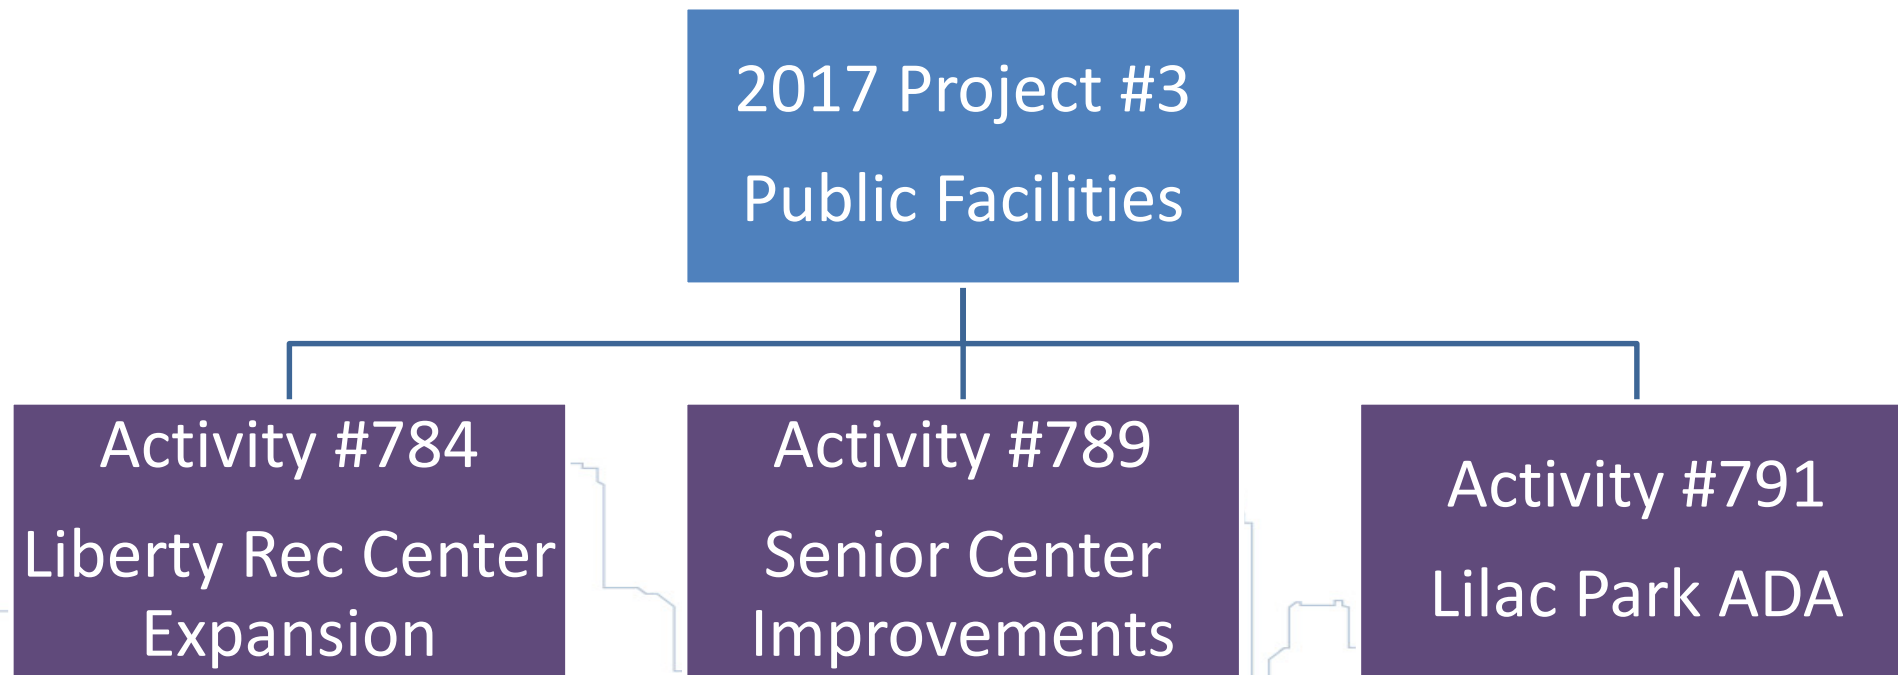 2017 Project #3
Public Facilities
Activity #784
Liberty Rec Center
Expansion
Activity #789
Senior Center
Improvements
Activity #791
Lilac Park ADA